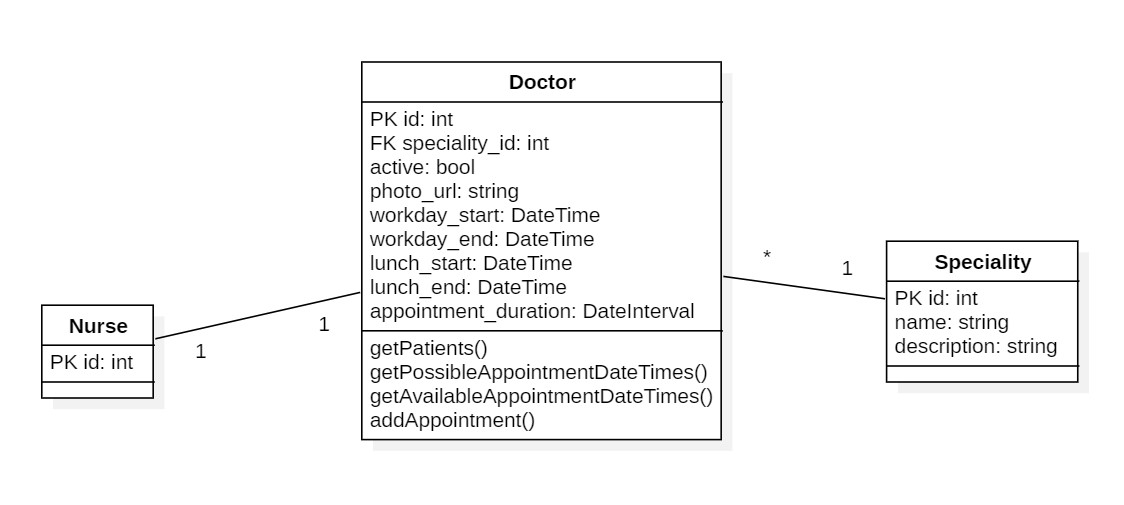 Doctor
PK id: int
FK speciality_id: int
active: bool
photo_url: string
workday_start: DateTime
workday_end: DateTime
lunch_start: DateTime
lunch_end: DateTime
appointment_duration: DateInterval
getPatients()
getPossibleAppointmentDateTimes()
getAvailableAppointmentDateTimes()
addAppointment()
Nurse
PK id: int
1
1
*
1
Speciality
PK id: int
name: string
description: string